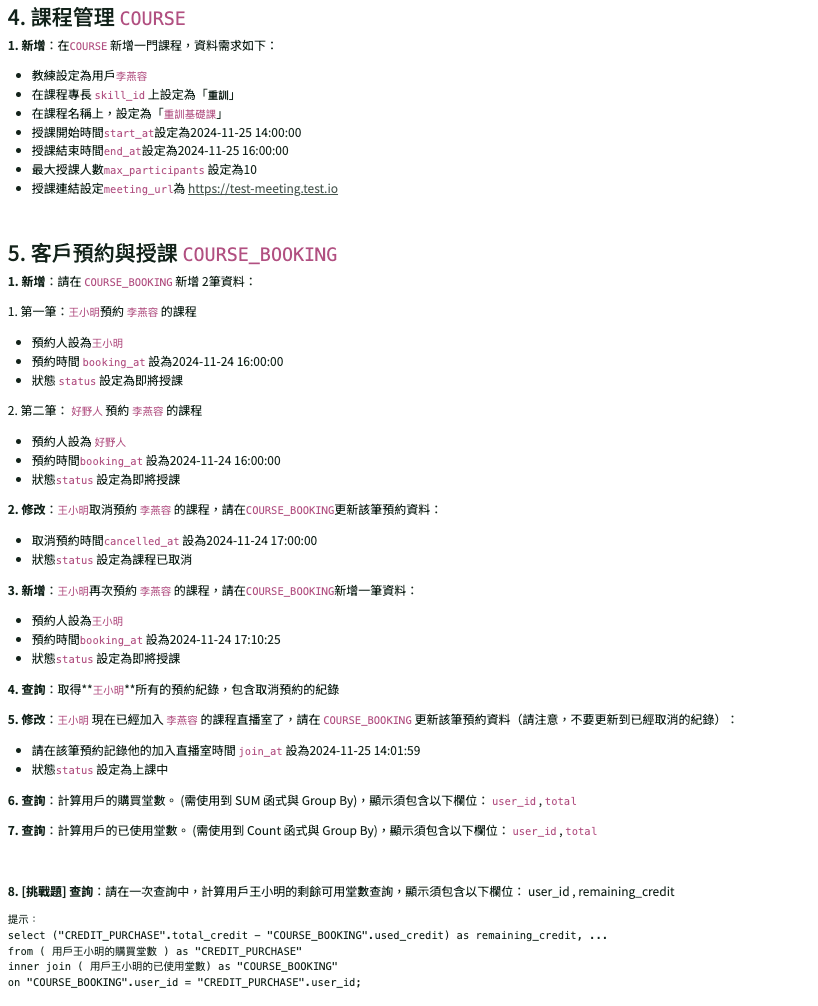 4. 課程管理 COURSE
1. 新增：在COURSE 新增一門課程，資料需求如下：
教練設定為用戶李燕容
在課程專長 skill_id 上設定為「重訓」
在課程名稱上，設定為「重訓基礎課」
授課開始時間start_at設定為2024-11-25 14:00:00
授課結束時間end_at設定為2024-11-25 16:00:00
最大授課人數max_participants 設定為10
授課連結設定meeting_url為 https://test-meeting.test.io
5. 客戶預約與授課 COURSE_BOOKING
1. 新增：請在 COURSE_BOOKING 新增 2筆資料：
1. 第一筆：王小明預約 李燕容 的課程
預約人設為王小明
預約時間 booking_at 設為2024-11-24 16:00:00
狀態 status 設定為即將授課
2. 第二筆： 好野人 預約 李燕容 的課程
預約人設為 好野人
預約時間booking_at 設為2024-11-24 16:00:00
狀態status 設定為即將授課
2. 修改：王小明取消預約 李燕容 的課程，請在COURSE_BOOKING更新該筆預約資料：
取消預約時間cancelled_at 設為2024-11-24 17:00:00
狀態status 設定為課程已取消
3. 新增：王小明再次預約 李燕容 的課程，請在COURSE_BOOKING新增一筆資料：
預約人設為王小明
預約時間booking_at 設為2024-11-24 17:10:25
狀態status 設定為即將授課
4. 查詢：取得**王小明**所有的預約紀錄，包含取消預約的紀錄
5. 修改：王小明 現在已經加入 李燕容 的課程直播室了，請在 COURSE_BOOKING 更新該筆預約資料（請注意，不要更新到已經取消的紀錄）：
請在該筆預約記錄他的加入直播室時間 join_at 設為2024-11-25 14:01:59
狀態status 設定為上課中
6. 查詢：計算用戶的購買堂數。 (需使用到 SUM 函式與 Group By)，顯示須包含以下欄位： user_id , total
7. 查詢：計算用戶的已使用堂數。 (需使用到 Count 函式與 Group By)，顯示須包含以下欄位： user_id , total
8. [挑戰題] 查詢：請在一次查詢中，計算用戶王小明的剩餘可用堂數查詢，顯示須包含以下欄位： user_id , remaining_credit
提示：
select ("CREDIT_PURCHASE".total_credit - "COURSE_BOOKING".used_credit) as remaining_credit, ...
from ( 用戶王小明的購買堂數 ) as "CREDIT_PURCHASE"
inner join ( 用戶王小明的已使用堂數) as "COURSE_BOOKING"
on "COURSE_BOOKING".user_id = "CREDIT_PURCHASE".user_id;